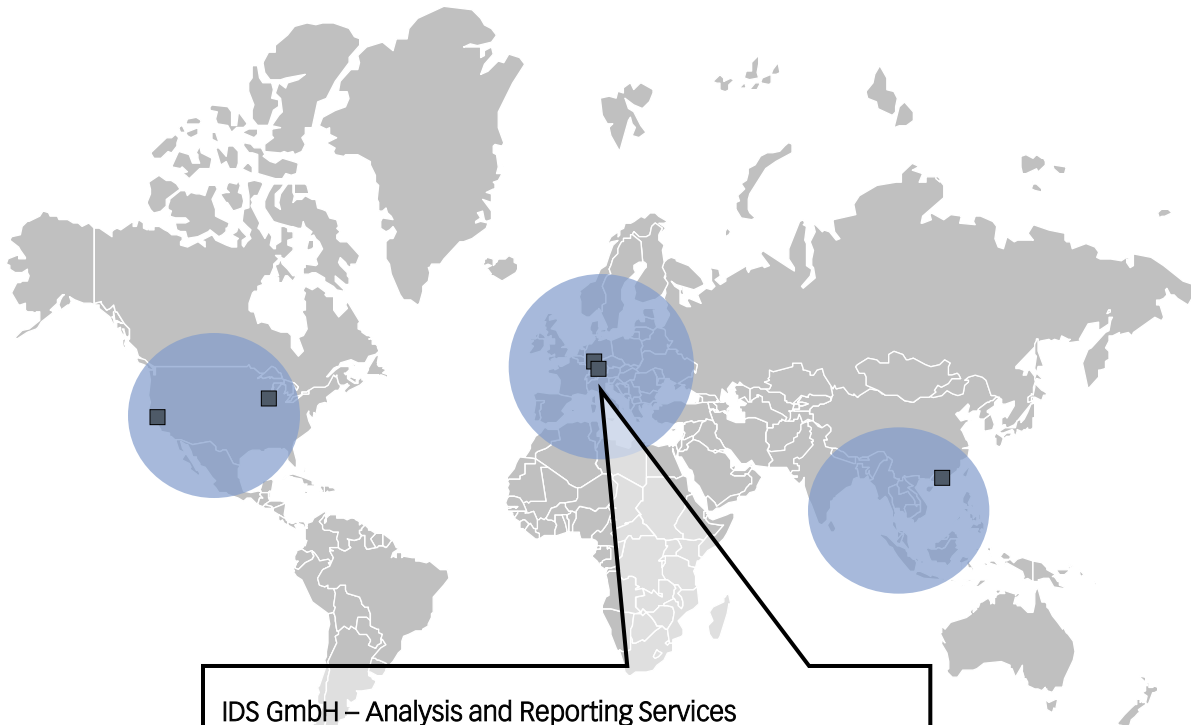 IDS GmbH – Analysis and Reporting Services